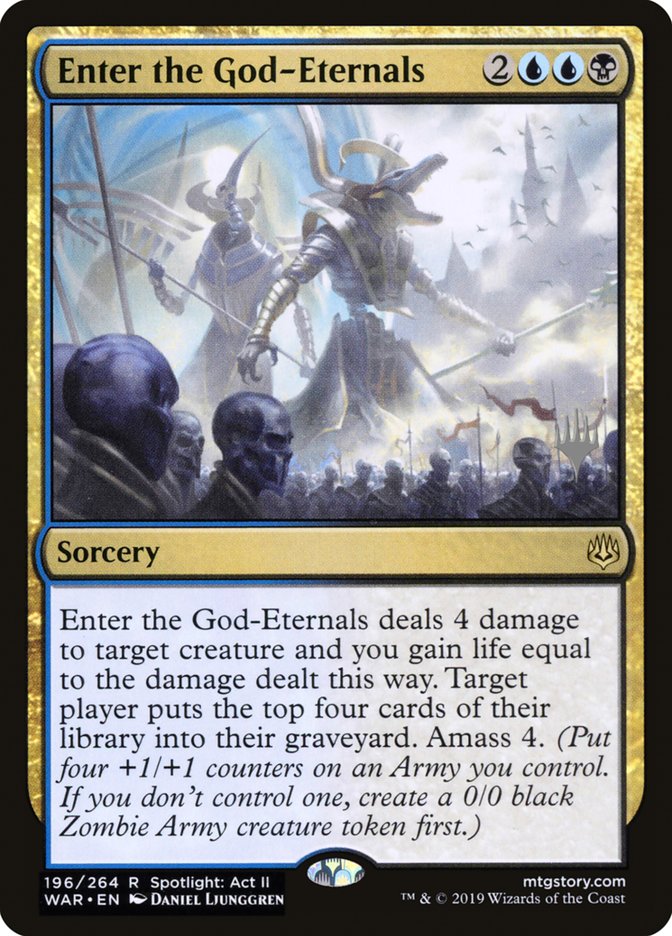 Enter the God-Eternals 2
Sorcery
Enter the God-Eternals deals 4 damage
to target creature and you gain life equal
to the damage dealt this way. Target
player puts the top four cards of their
library into their graveyard. Amass 4. (Put
four +1/+1 counters on an Army you control.
If you don't control one, create a 0/0 black
Zombie Army creature token first.)
196/264 R Spotlight: Act II mtgstory.com
WAR • EN Daniel Ljunggren ™ & © 2019 Wizards of the Coast